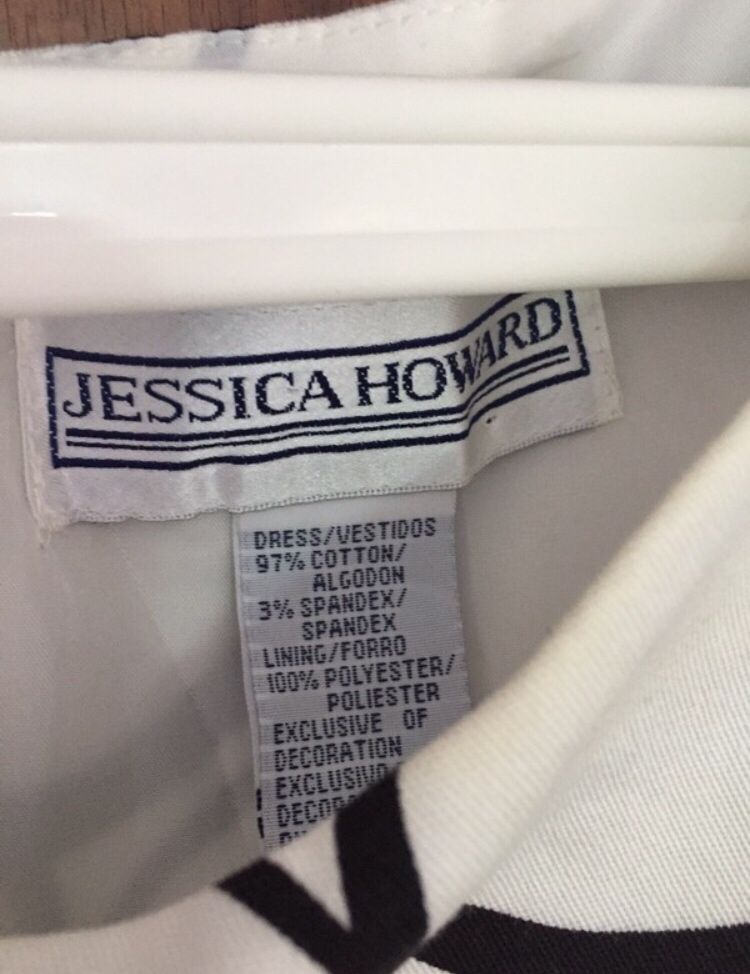 JESSICA HOWARD
DRESS/VESTIDOS
97% COTTON/
ALGODON
3% SPANDEX/
SPANDEX
LINING/FORRO
100% POLYESTER/
POLIESTER
EXCLUSIVE OF
DECORATION